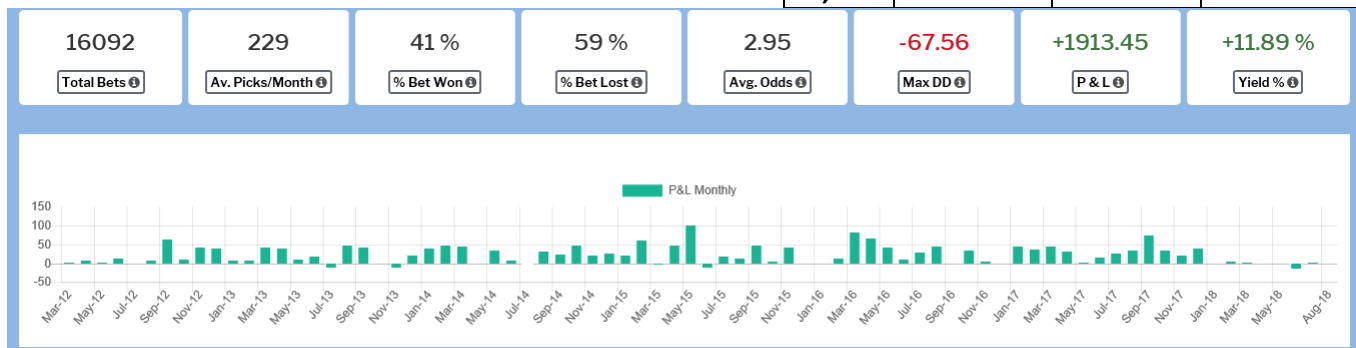 16092
229
41 %
59 %
2.95
-67.56
+1913.45
+11.89 %
Total Bets
Av. Picks/Month
% Bet Won
% Bet Lost
Avg. Odds
Max DD
P & L
Yield %
P&L Monthly
150
100
50
0
-50
Mar-12
May-12
Jul-12
Sep-12
Nov-12
Jan-13
Mar-13
May-13
Jul-13
Sep-13
Nov-13
Jan-14
Mar-14
May-14
Jul-14
Sep-14
Nov-14
Jan-15
Mar-15
May-15
Jul-15
Sep-15
Nov-15
Jan-16
Mar-16
May-16
Jul-16
Sep-16
Nov-16
Jan-17
Mar-17
May-17
Jul-17
Sep-17
Nov-17
Jan-18
Mar-18
May-18
Aug-18